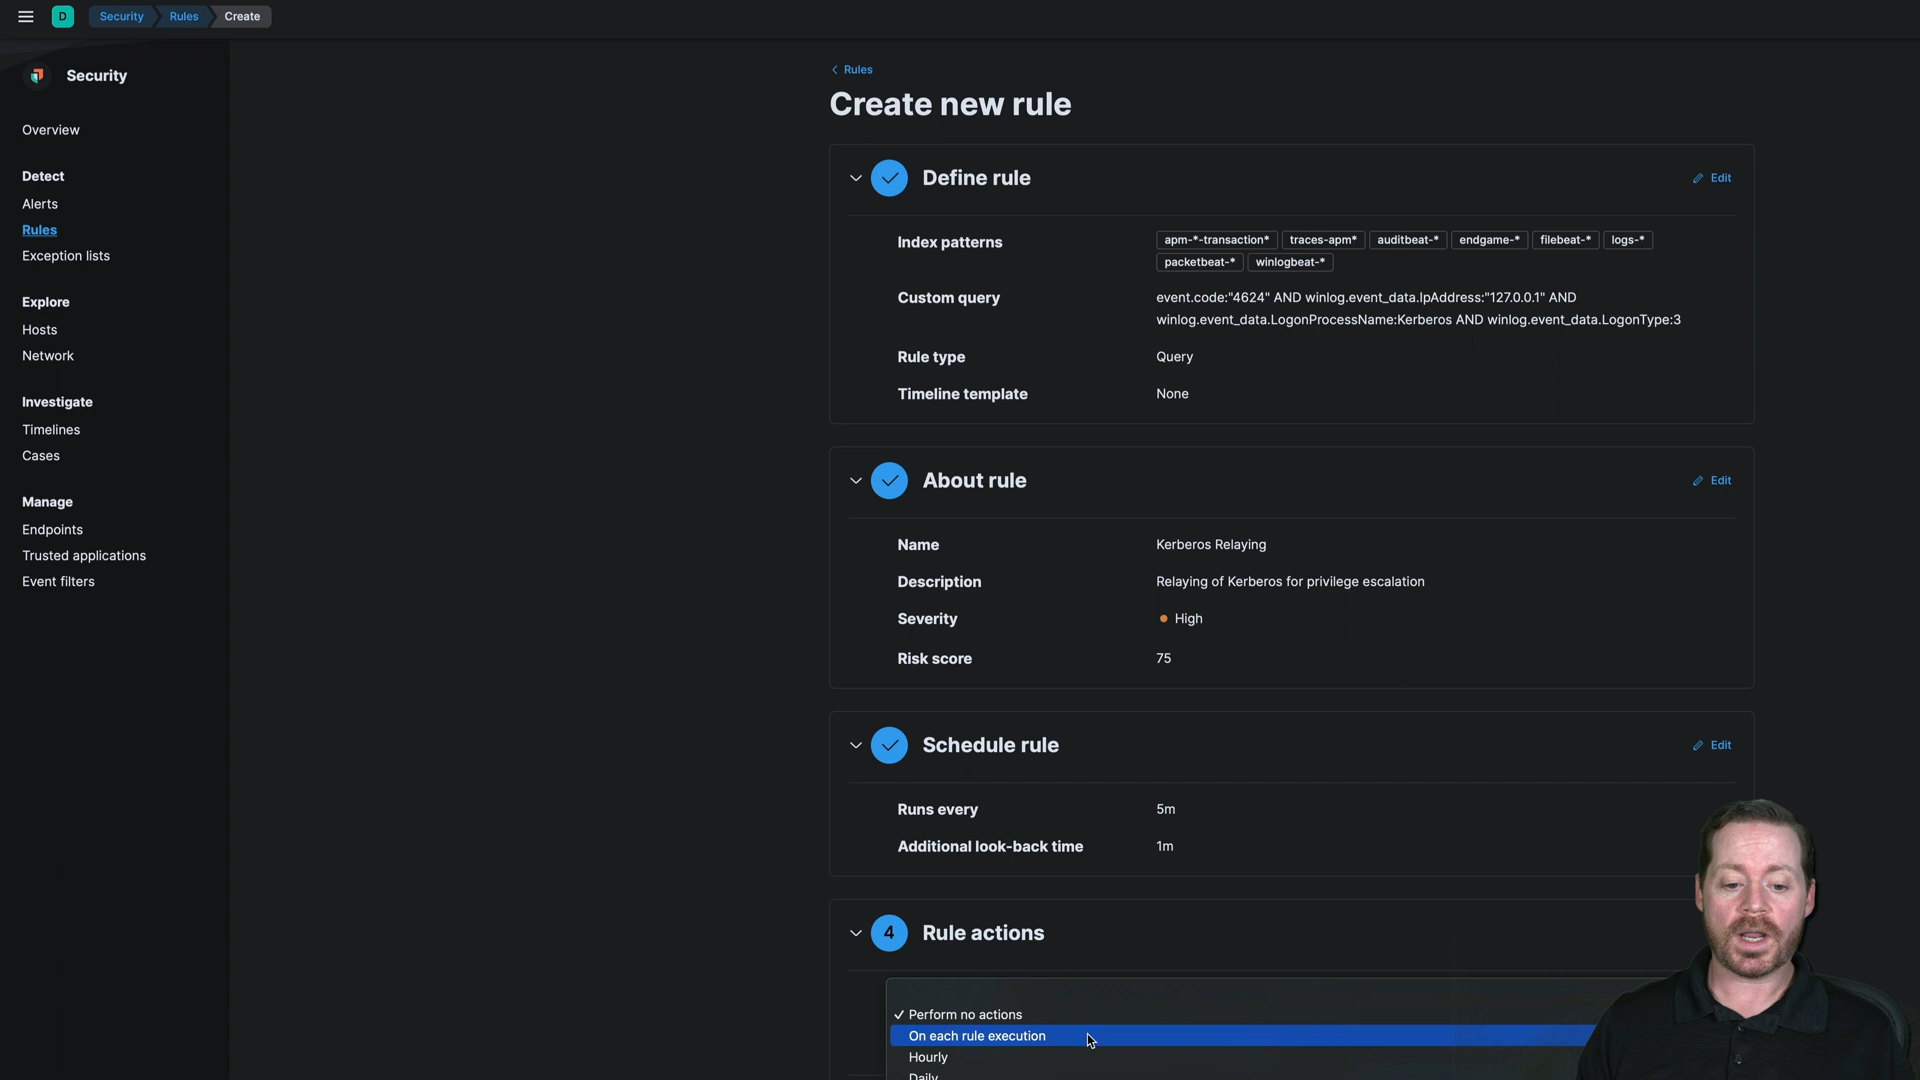 D
Security
Rules
Create
Security
Overview
Detect
Alerts
Rules
Exception lists
Explore
Hosts
Network
Investigate
Timelines
Cases
Manage
Endpoints
Trusted applications
Event filters
Rules
Create new rule
Define rule
Edit
Index patterns
apm-*-transaction* traces-apm* auditbeat-* endgame-* filebeat-* logs-*
packetbeat-* winlogbeat-*
Custom query
event.code:"4624" AND winlog.event_data.IpAddress:"127.0.0.1" AND
winlog.event_data.LogonProcessName:Kerberos AND winlog.event_data.LogonType:3
Rule type
Query
Timeline template
None
About rule
Edit
Name
Kerberos Relaying
Description
Relaying of Kerberos for privilege escalation
Severity
High
Risk score
75
Schedule rule
Edit
Runs every
5m
Additional look-back time
1m
4
Rule actions
Perform no actions
On each rule execution
Hourly
Daily